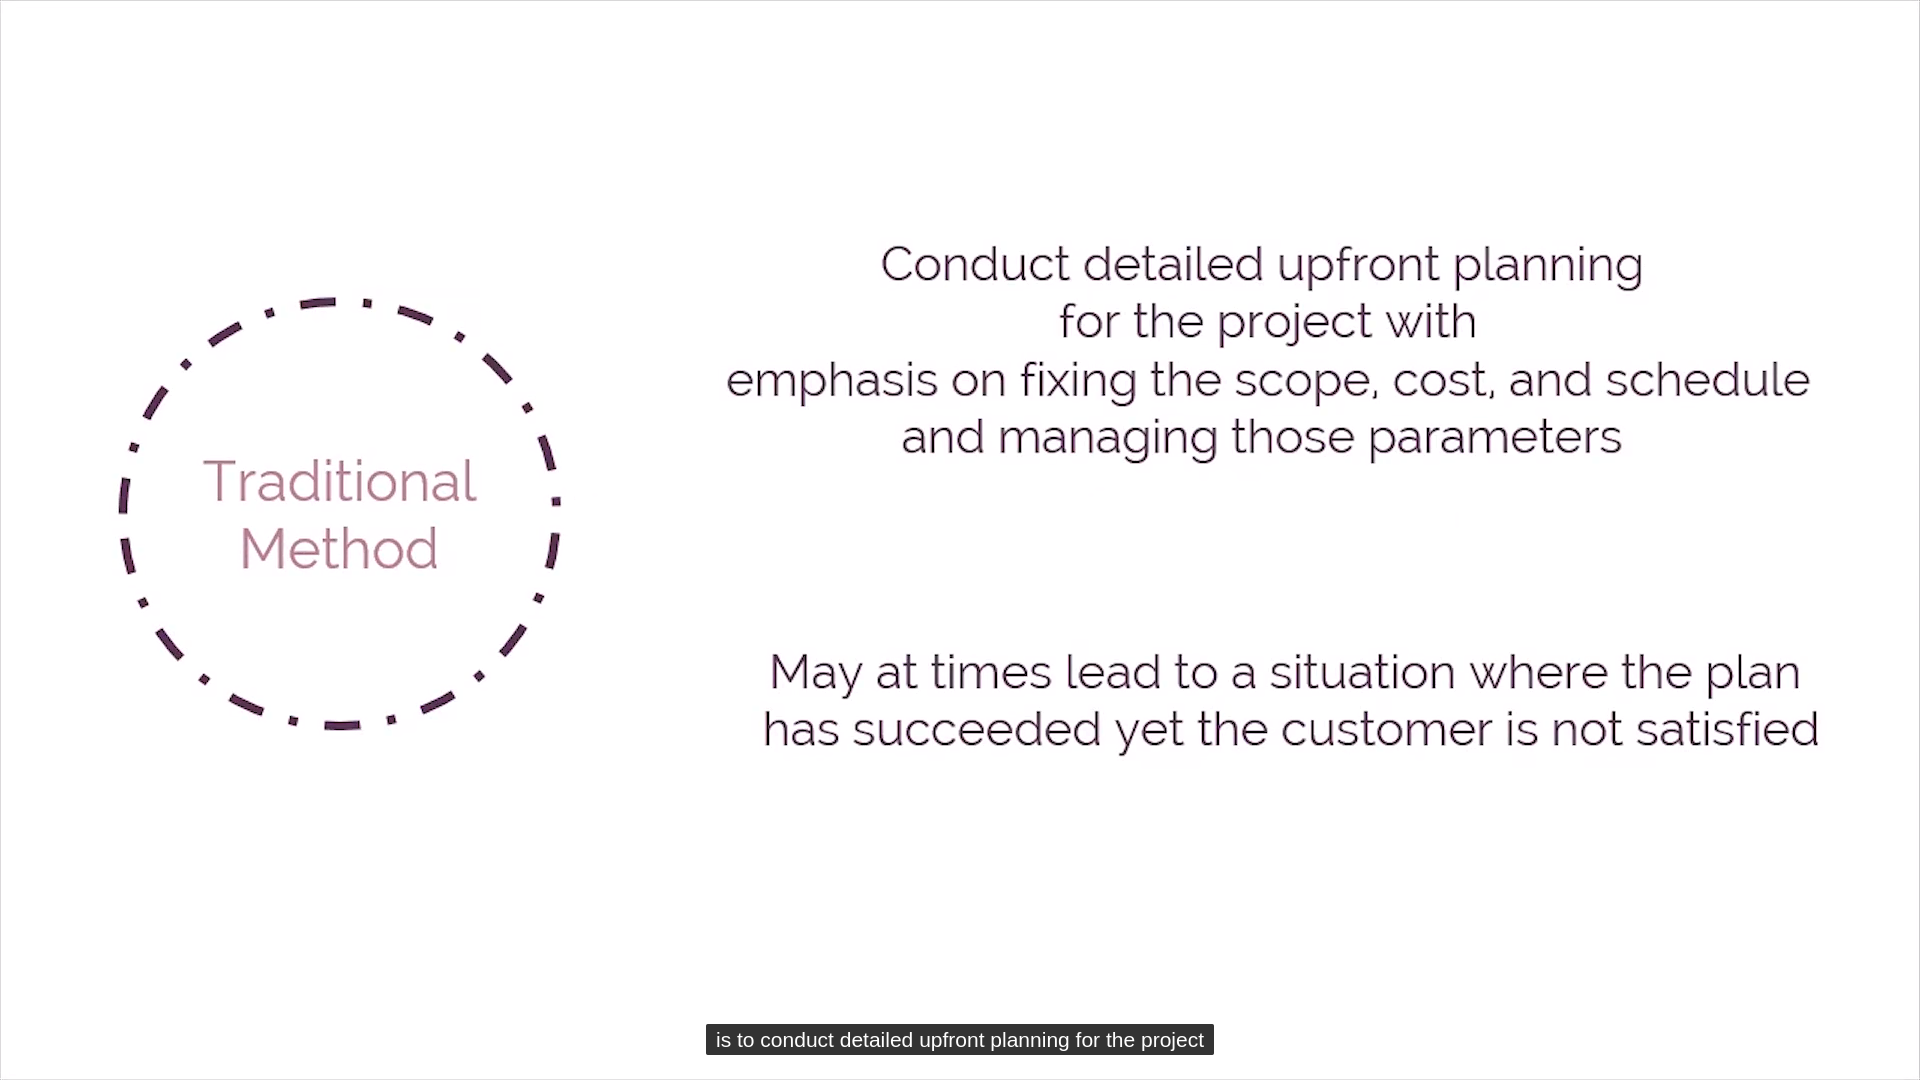 Traditional
Method
Conduct detailed upfront planning
for the project with
emphasis on fixing the scope, cost, and schedule
and managing those parameters
May at times lead to a situation where the plan
has succeeded yet the customer is not satisfied
is to conduct detailed upfront planning for the project